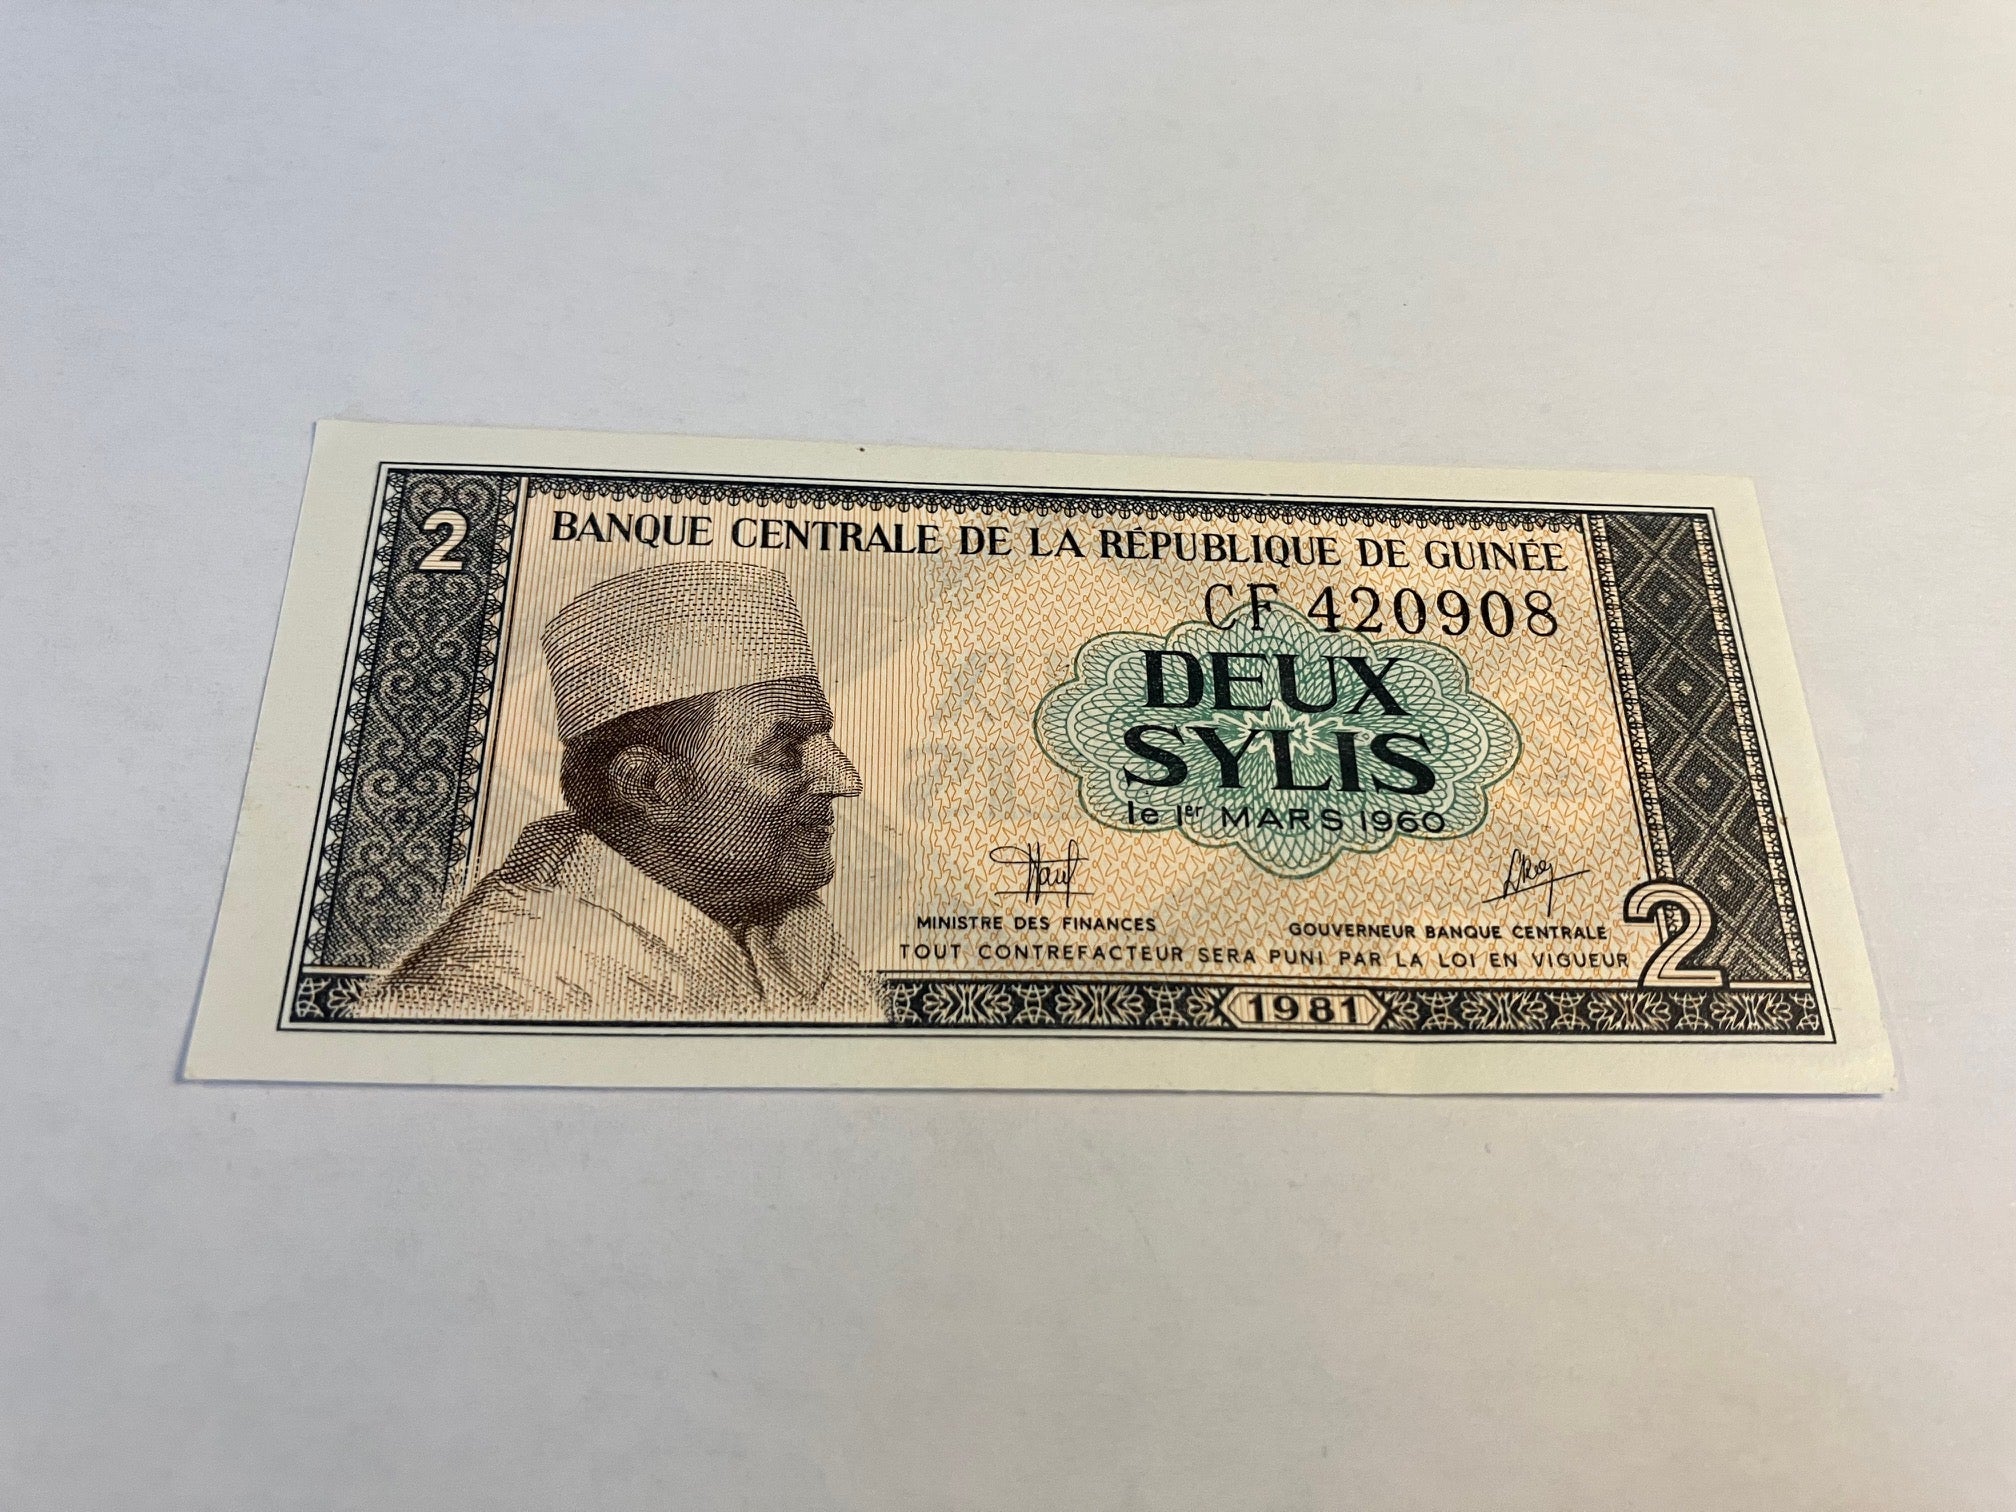 2
BANQUE CENTRALE DE LA RÉPUBLIQUE DE GUINÉE
CF 420908
DEUX
SYLIS
le 1er MARS 1960
MINISTRE DES FINANCES
GOUVERNEUR BANQUE CENTRALE
TOUT CONTREFACTEUR SERA PUNI PAR LA LOI EN VIGUEUR
2
1981